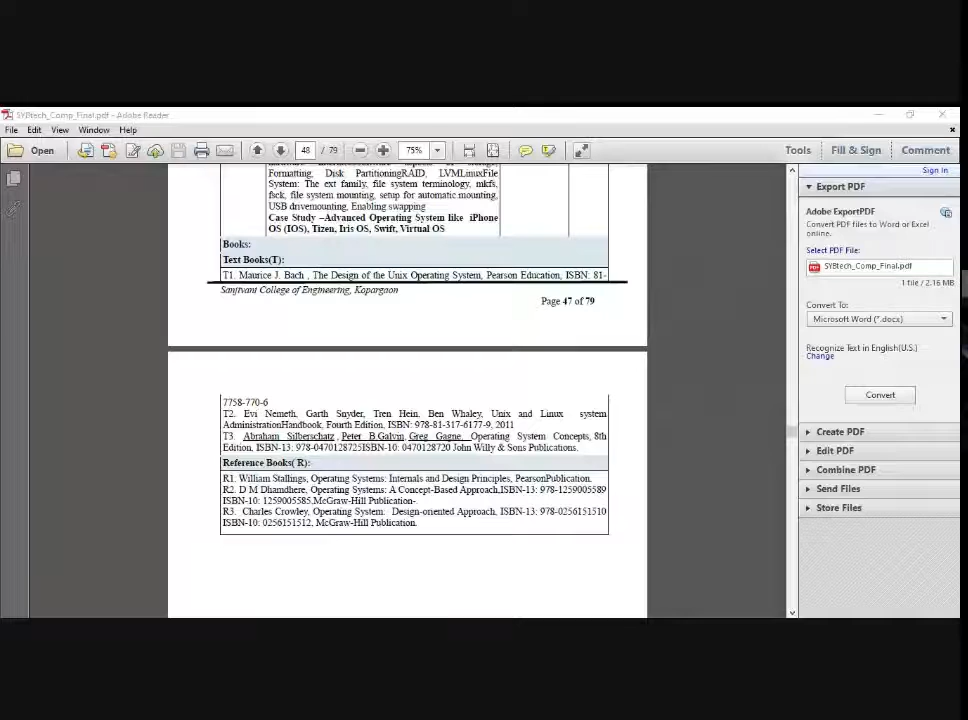 SYBtech_Comp_Final.pdf - Adobe Reader
File Edit View Window Help
Open 48 / 79 75% Tools Fill & Sign Comment
Sign In
Formatting, Disk PartitioningRAID, LVMLinuxFile
System: The ext family, file system terminology, mkfs,
fsck, file system mounting, setup for automatic mounting,
USB drivemounting, Enabling swapping
Case Study –Advanced Operating System like iPhone
OS (IOS), Tizen, Iris OS, Swift, Virtual OS
Books:
Text Books(T):
T1. Maurice J. Bach , The Design of the Unix Operating System, Pearson Education, ISBN: 81-
Sanjivani College of Engineering, Kopargaon
Page 47 of 79
7758-770-6
T2. Evi Nemeth, Garth Snyder, Tren Hein, Ben Whaley, Unix and Linux system
AdministrationHandbook, Fourth Edition, ISBN: 978-81-317-6177-9, 2011
T3. Abraham Silberschatz , Peter B.Galvin, Greg Gagne, Operating System Concepts, 8th
Edition, ISBN-13: 978-0470128725ISBN-10: 0470128720 John Willy & Sons Publications.
Reference Books( R):
R1. William Stallings, Operating Systems: Internals and Design Principles, PearsonPublication.
R2. D M Dhamdhere, Operating Systems: A Concept-Based Approach,ISBN-13: 978-1259005589
ISBN-10: 1259005585,McGraw-Hill Publication-.
R3. Charles Crowley, Operating System: Design-oriented Approach, ISBN-13: 978-0256151510
ISBN-10: 0256151512, McGraw-Hill Publication.
Export PDF
Adobe ExportPDF
Convert PDF files to Word or Excel
online.
Select PDF File:
SYBtech_Comp_Final.pdf
1 file / 2.16 MB
Convert To:
Microsoft Word (*.docx)
Recognize Text in English(U.S.)
Change
Convert
Create PDF
Edit PDF
Combine PDF
Send Files
Store Files